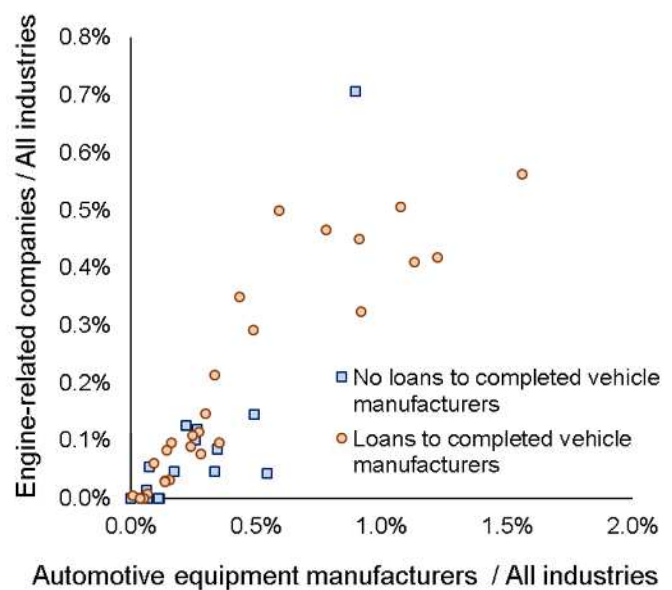 Engine-related companies / All industries
0.8%
0.7%
0.6%
0.5%
0.4%
0.3%
0.2%
0.1%
0.0%
No loans to completed vehicle
manufacturers
Loans to completed vehicle
manufacturers
0.0%
0.5%
1.0%
1.5%
2.0%
Automotive equipment manufacturers / All industries